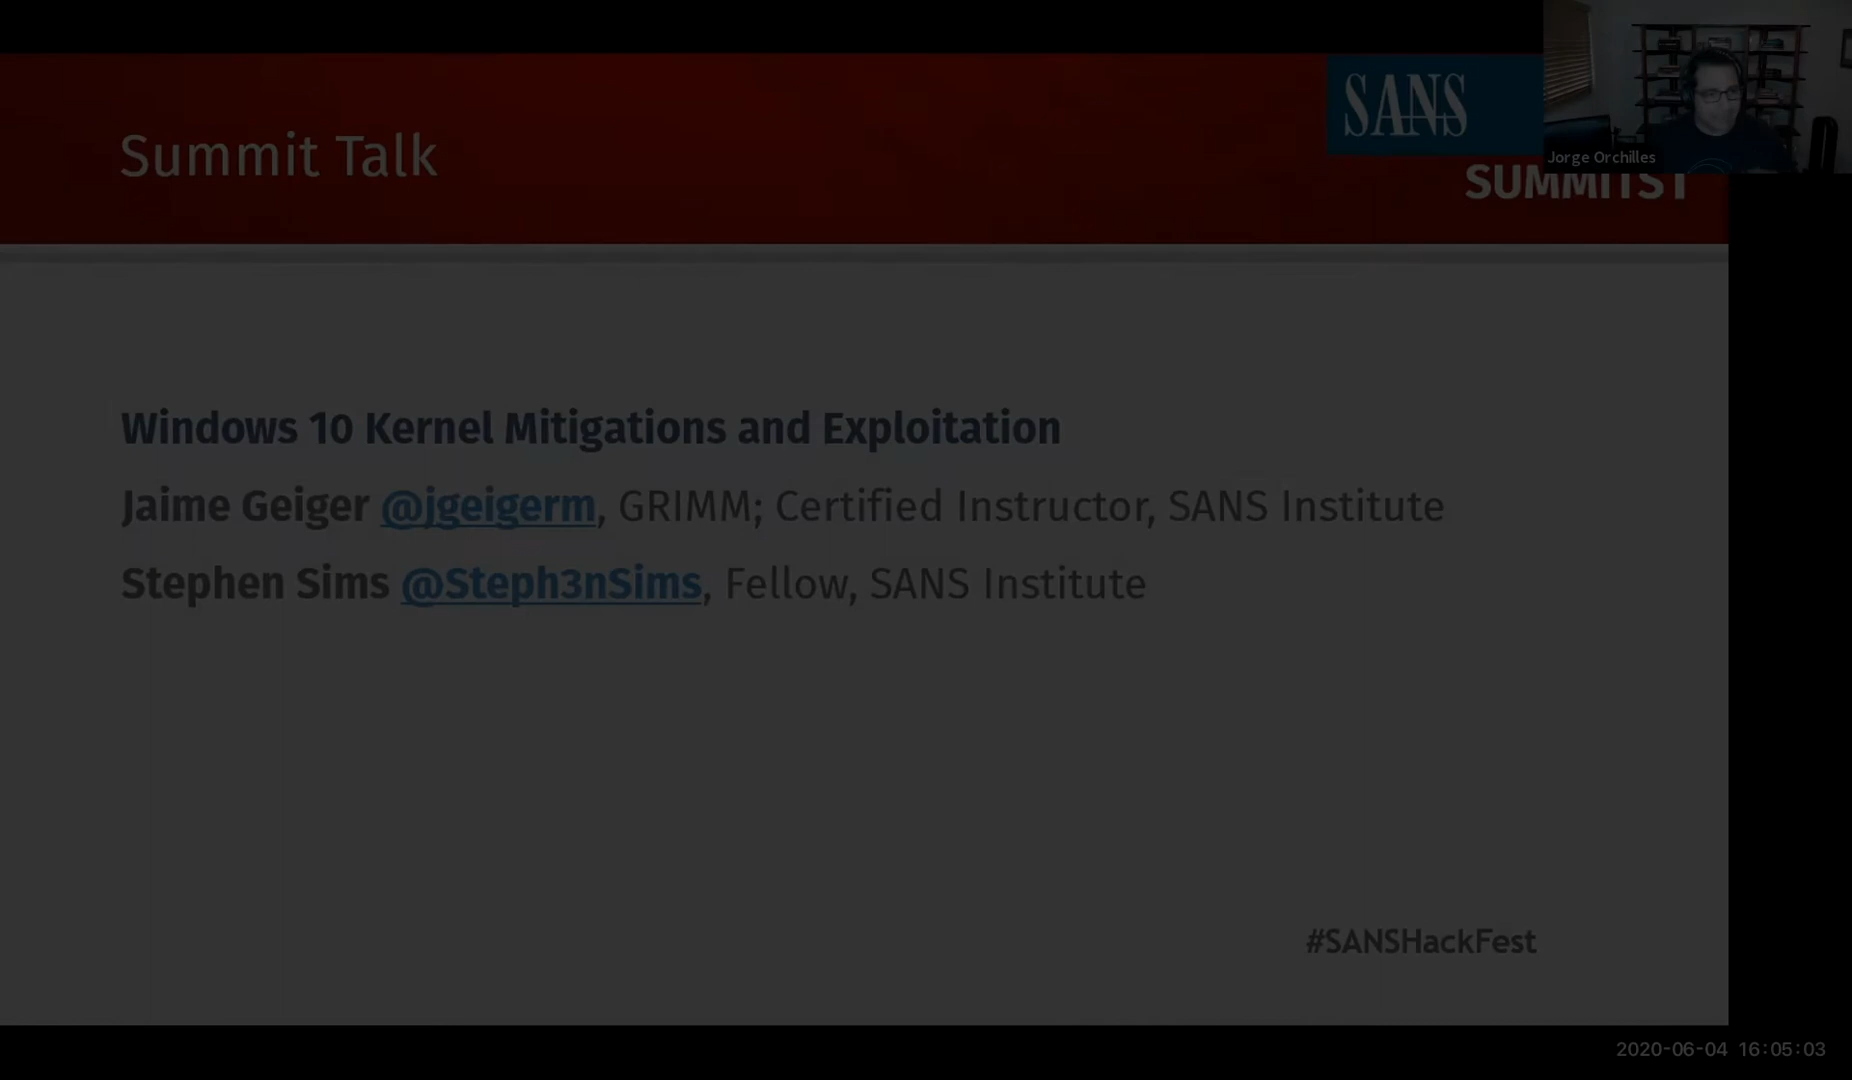 Summit Talk
SANS
Jorge Orchilles
Windows 10 Kernel Mitigations and Exploitation
Jaime Geiger @jgeigerm, GRIMM; Certified Instructor, SANS Institute
Stephen Sims @Steph3nSims, Fellow, SANS Institute
#SANSHackFest
2020-06-04 16:05:03